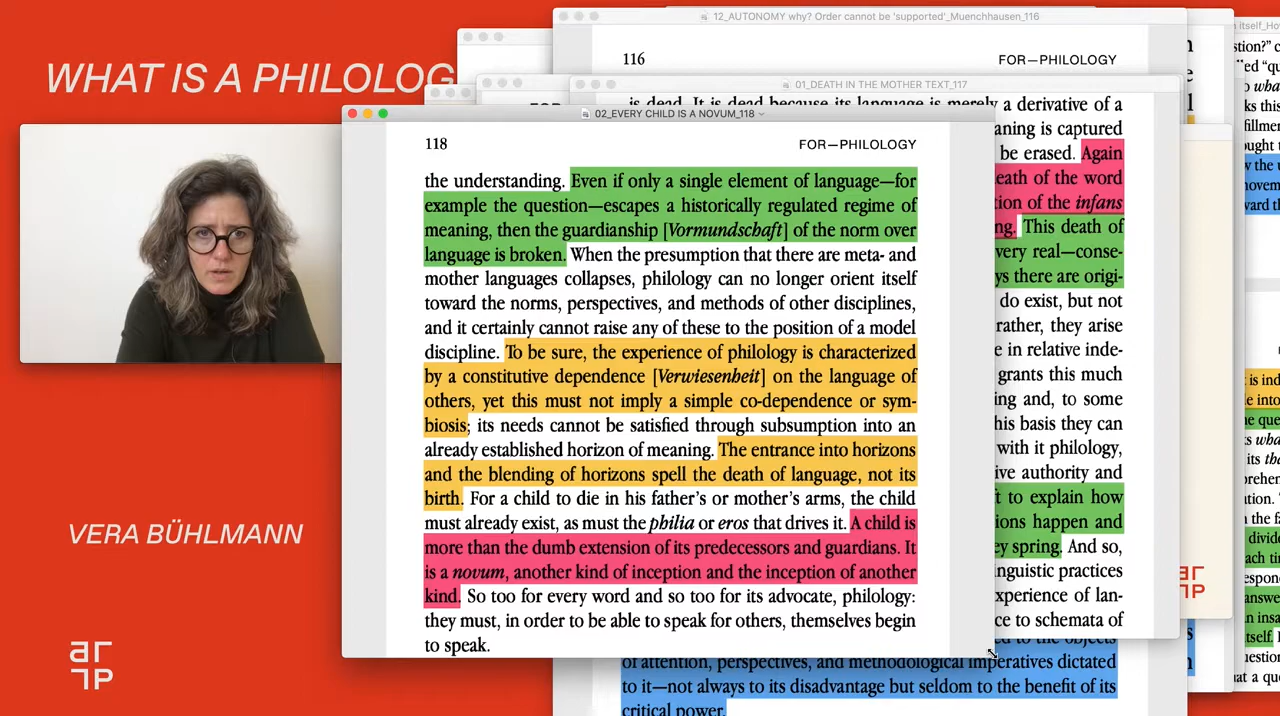 WHAT IS A PHILOLOG
VERA BÜHLMANN
12_AUTONOMY why? Order cannot be 'supported'_Muenchhausen_116
116 FOR—PHILOLOGY
01_DEATH IN THE MOTHER TEXT_117
is dead. It is dead because its language is merely a derivative of a
aning is captured
be erased. Again
eath of the word
tion of the infans
ng. This death of
very real—conse-
ys there are origi-
do exist, but not
rather, they arise
e in relative inde-
grants this much
ing and, to some
his basis they can
with it philology,
ive authority and
t to explain how
ions happen and
ey spring. And so,
nguistic practices
xperience of lan-
ce to schemata of
02_EVERY CHILD IS A NOVUM_118
118 FOR—PHILOLOGY
the understanding. Even if only a single element of language—for
example the question—escapes a historically regulated regime of
meaning, then the guardianship [Vormundschaft] of the norm over
language is broken. When the presumption that there are meta- and
mother languages collapses, philology can no longer orient itself
toward the norms, perspectives, and methods of other disciplines,
and it certainly cannot raise any of these to the position of a model
discipline. To be sure, the experience of philology is characterized
by a constitutive dependence [Verwiesenheit] on the language of
others, yet this must not imply a simple co-dependence or sym-
biosis; its needs cannot be satisfied through subsumption into an
already established horizon of meaning. The entrance into horizons
and the blending of horizons spell the death of language, not its
birth. For a child to die in his father's or mother's arms, the child
must already exist, as must the philia or eros that drives it. A child is
more than the dumb extension of its predecessors and guardians. It
is a novum, another kind of inception and the inception of another
kind. So too for every word and so too for its advocate, philology:
they must, in order to be able to speak for others, themselves begin
to speak.
of attention, perspectives, and methodological imperatives dictated
to it—not always to its disadvantage but seldom to the benefit of its
critical power.